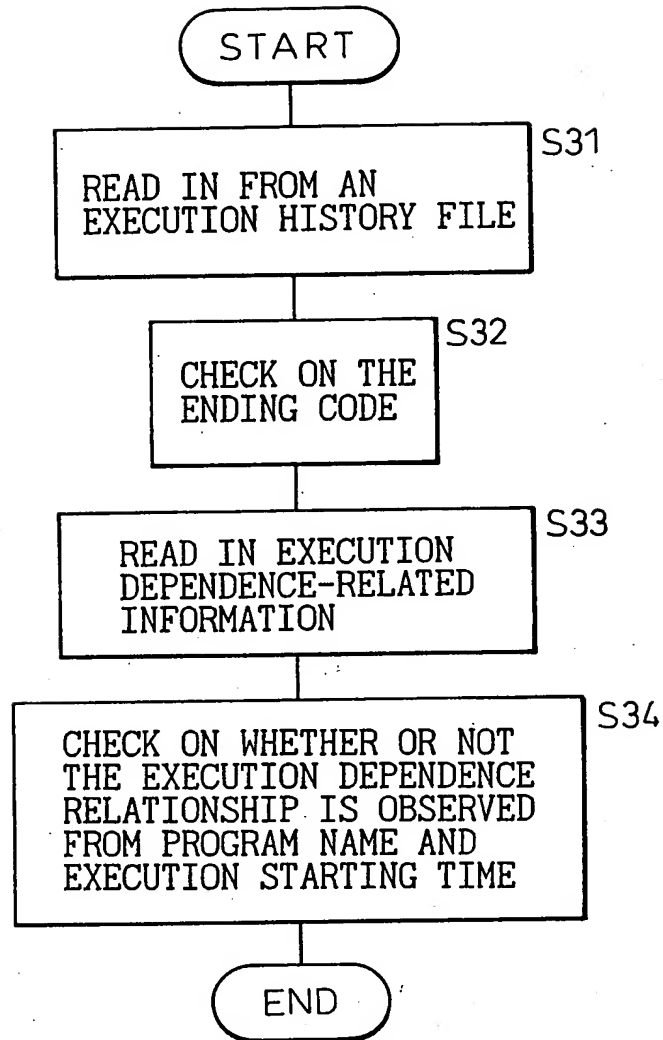 START
S31
READ IN FROM AN
EXECUTION HISTORY FILE
S32
CHECK ON THE
ENDING CODE
S33
READ IN EXECUTION
DEPENDENCE-RELATED
INFORMATION
S34
CHECK ON WHETHER OR NOT
THE EXECUTION DEPENDENCE
RELATIONSHIP IS OBSERVED
FROM PROGRAM NAME AND
EXECUTION STARTING TIME
END